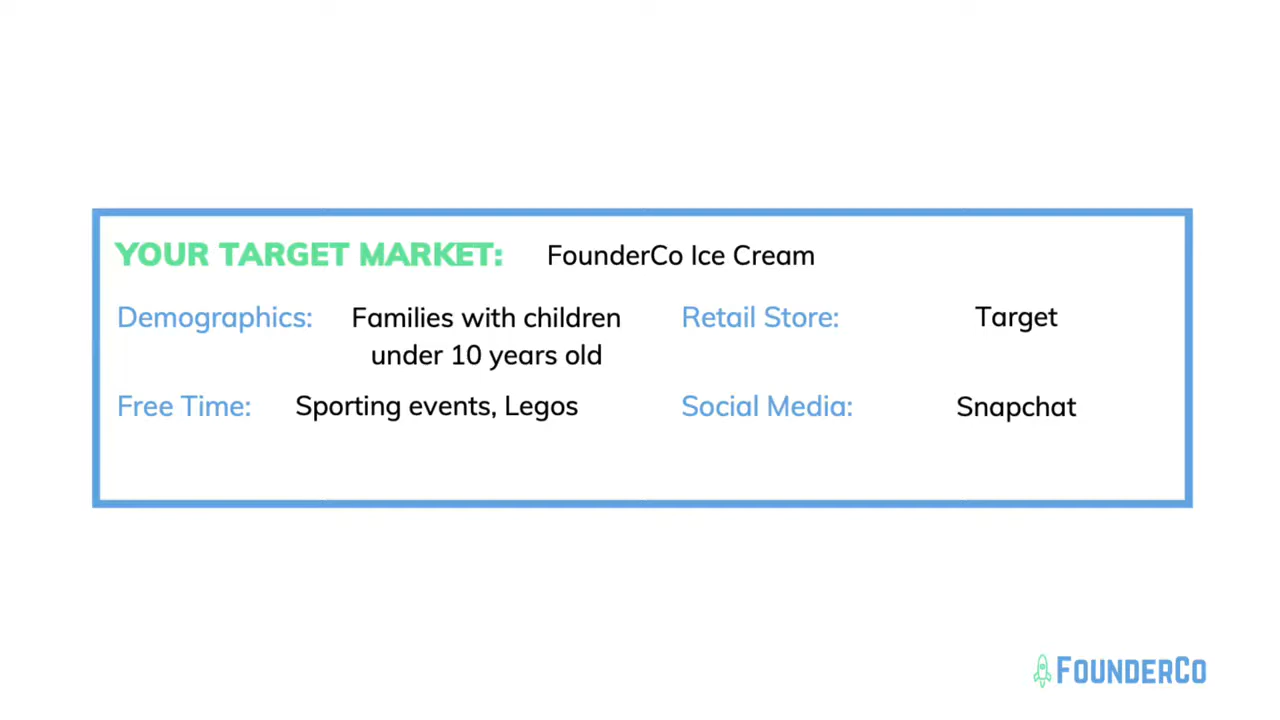 YOUR TARGET MARKET: FounderCo Ice Cream
Demographics: Families with children under 10 years old
Retail Store: Target
Free Time: Sporting events, Legos
Social Media: Snapchat
FOUNDERCO